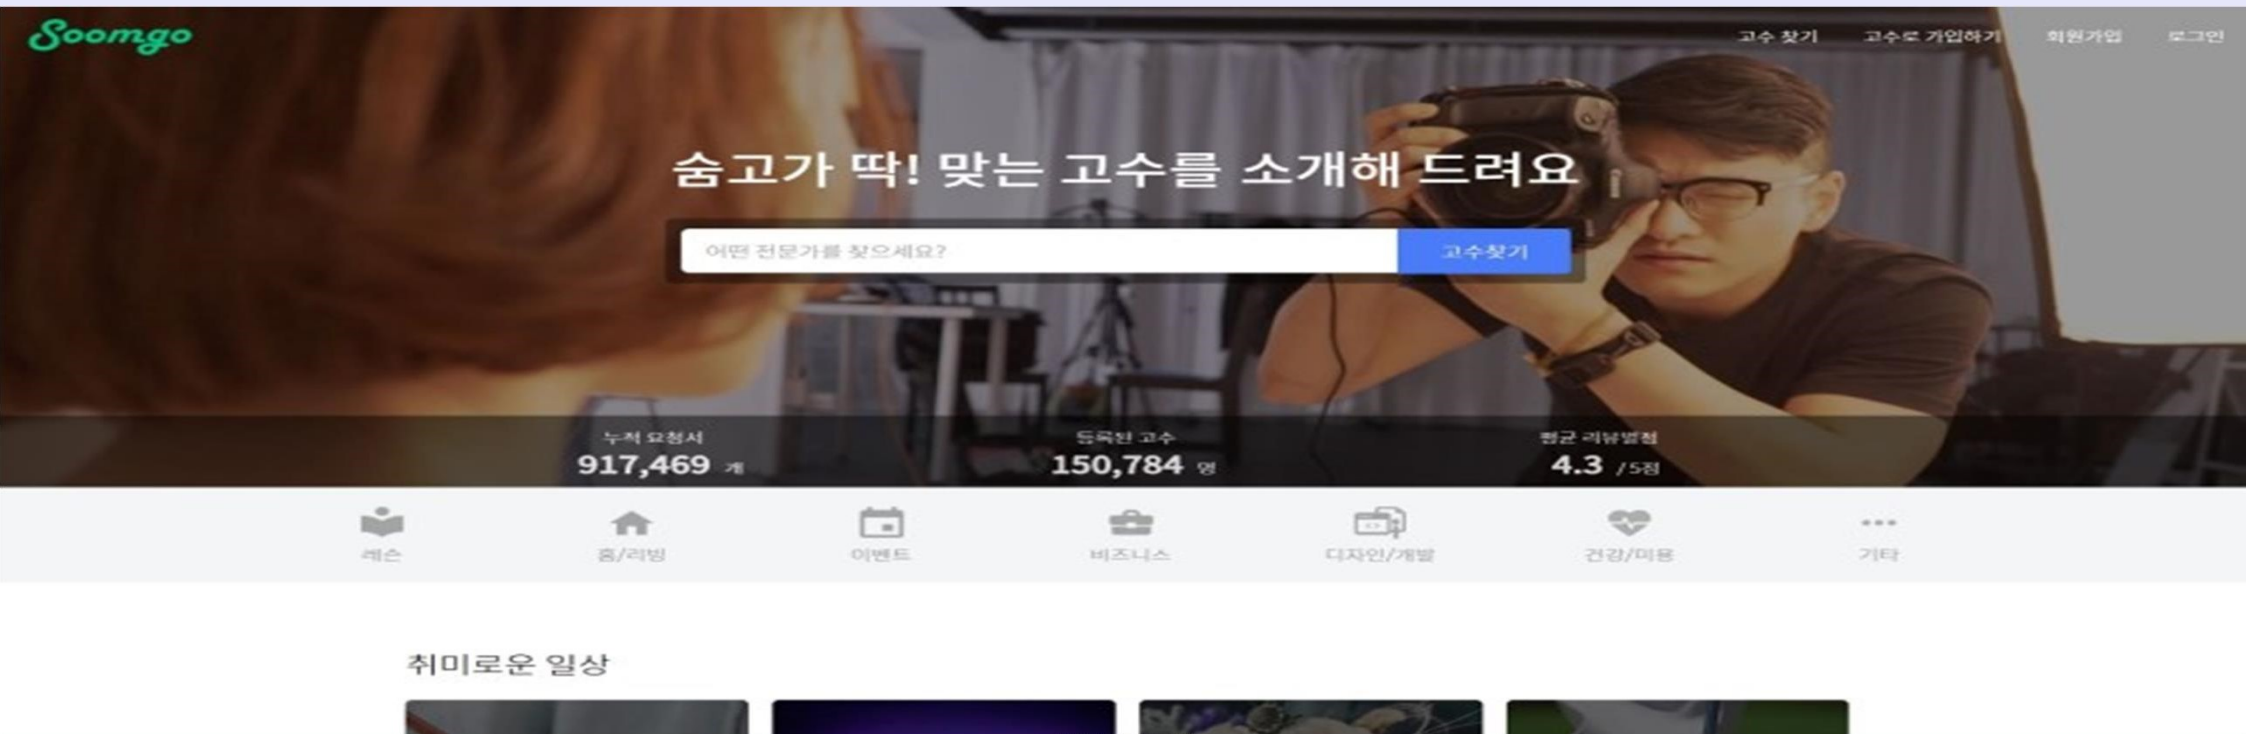 Soomgo
고수 찾기 고수로 가입하기 회원가입 로그인
숨고가 딱! 맞는 고수를 소개해 드려요
어떤 전문가를 찾으세요? 고수찾기
누적 요청서 등록된 고수 평균 리뷰별점
917,469 개 150,784 명 4.3 /5점
레슨 홈/리빙 이벤트 비즈니스 디자인/개발 건강/미용 기타
취미로운 일상